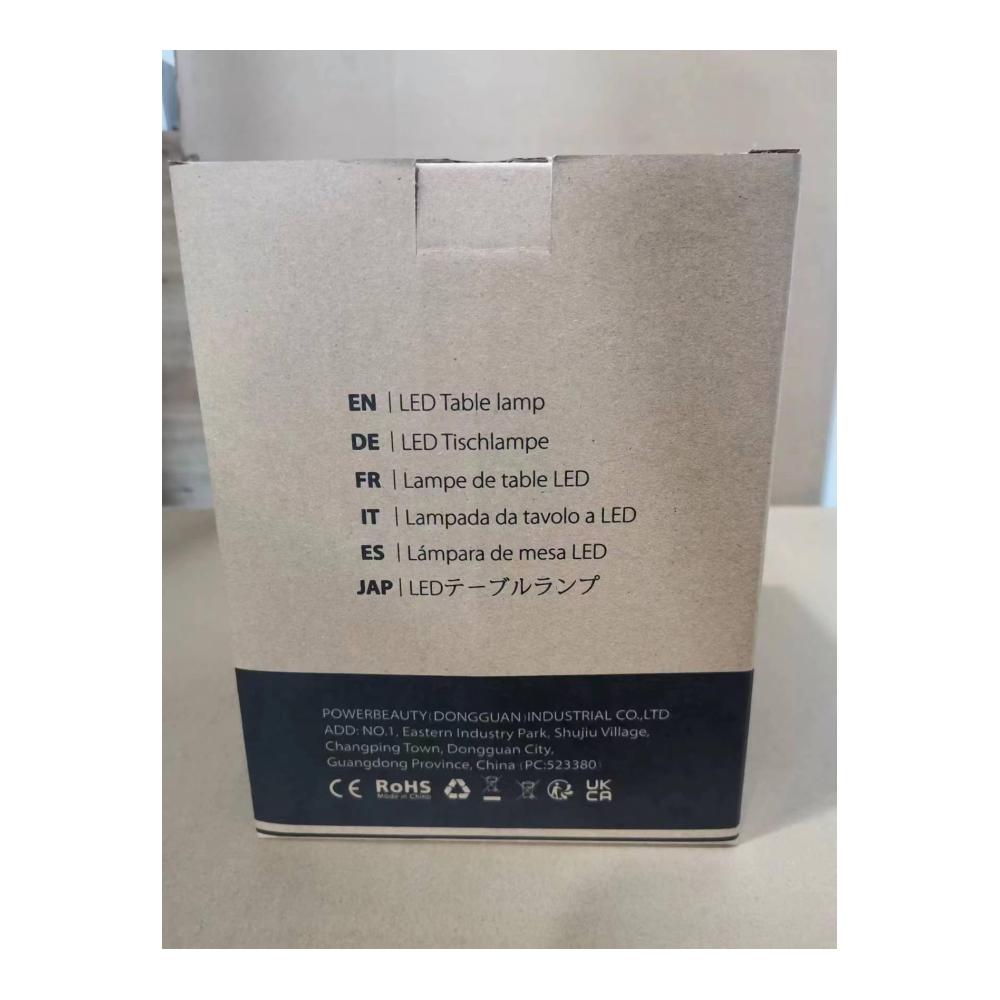 EN | LED Table lamp
DE | LED Tischlampe
FR | Lampe de table LED
IT | Lampada da tavolo a LED
ES | Lámpara de mesa LED
JAP | LEDテーブルランプ
POWERBEAUTY(DONGGUAN)INDUSTRIAL CO.,LTD
ADD: NO.1, Eastern Industry Park, Shujiu Village,
Changping Town, Dongguan City,
Guangdong Province, China (PC:523380)
CE RoHS UK
Made in China CA